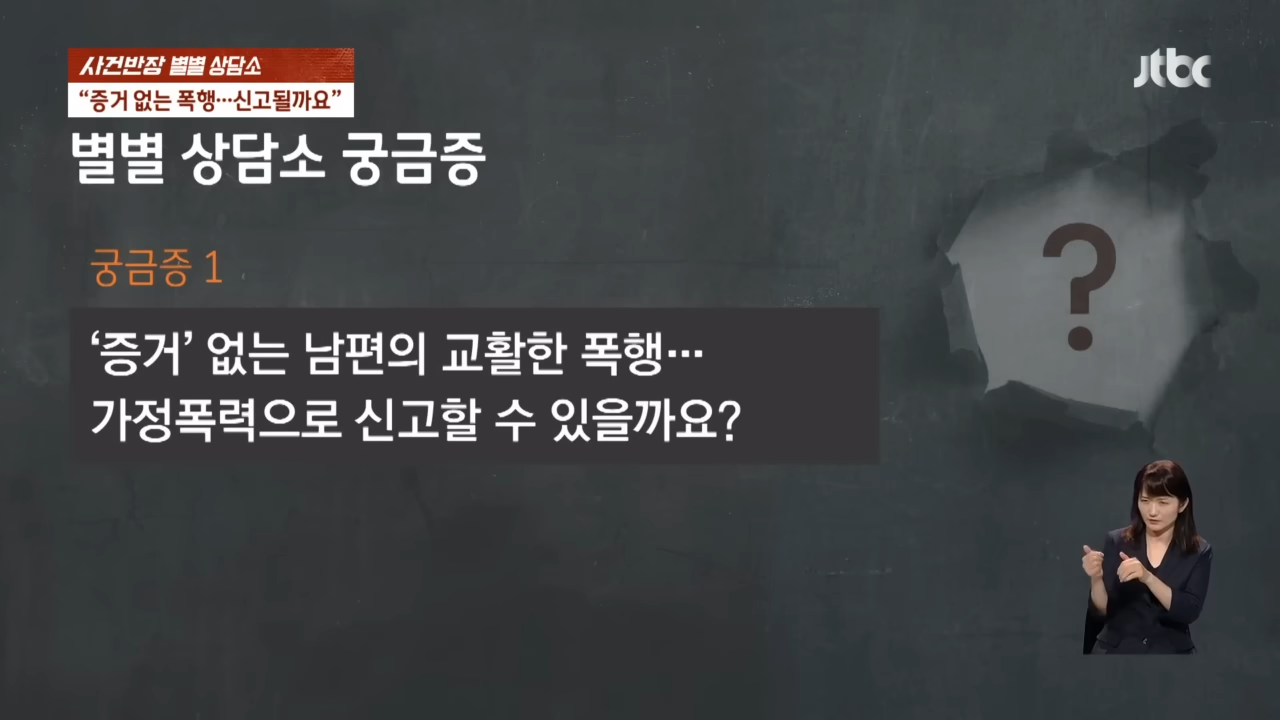 사건반장 별별 상담소
jtbc
“증거 없는 폭행…신고될까요”
별별 상담소 궁금증
궁금증 1
‘증거’ 없는 남편의 교활한 폭행…
가정폭력으로 신고할 수 있을까요?
?